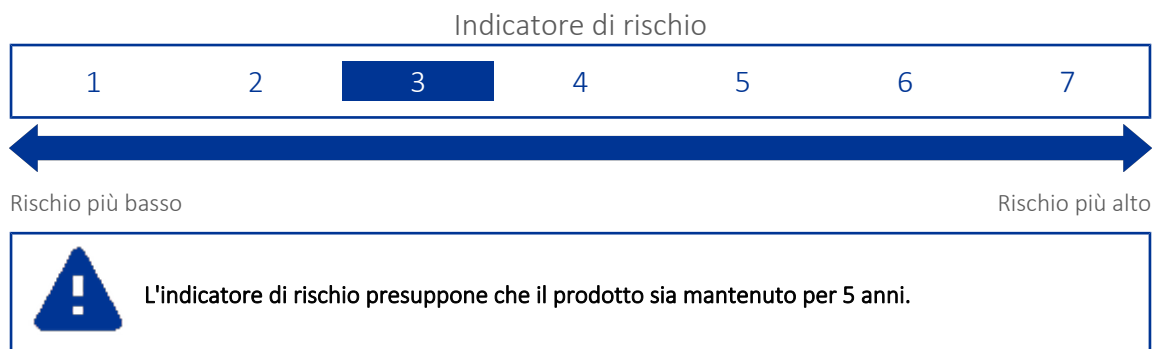 Indicatore di rischio
1 2 3 4 5 6 7
Rischio più basso Rischio più alto
L'indicatore di rischio presuppone che il prodotto sia mantenuto per 5 anni.